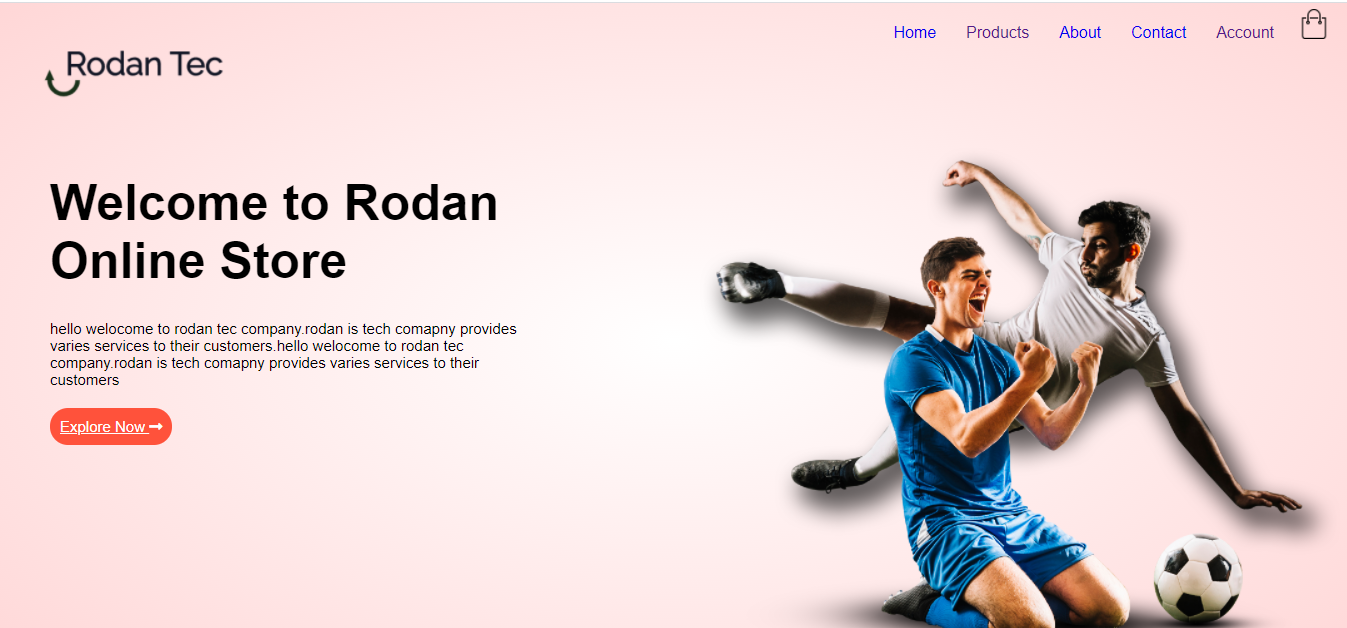 Home Products About Contact Account
Rodan Tec
Welcome to Rodan
Online Store
hello welocome to rodan tec company.rodan is tech comapny provides
varies services to their customers.hello welocome to rodan tec
company.rodan is tech comapny provides varies services to their
customers
Explore Now